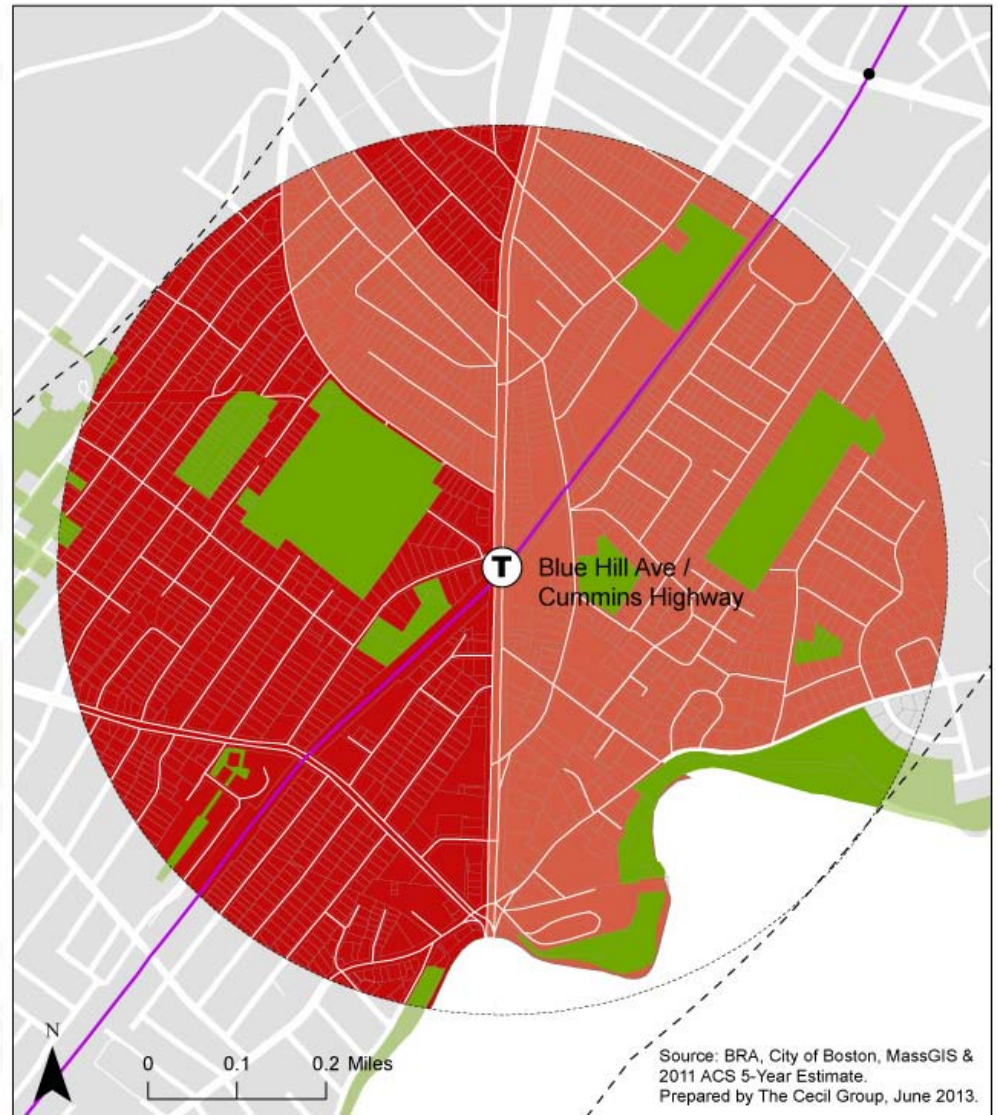 T
Blue Hill Ave /
Cummins Highway
N
0 0.1 0.2 Miles
Source: BRA, City of Boston, MassGIS &
2011 ACS 5-Year Estimate.
Prepared by The Cecil Group, June 2013.